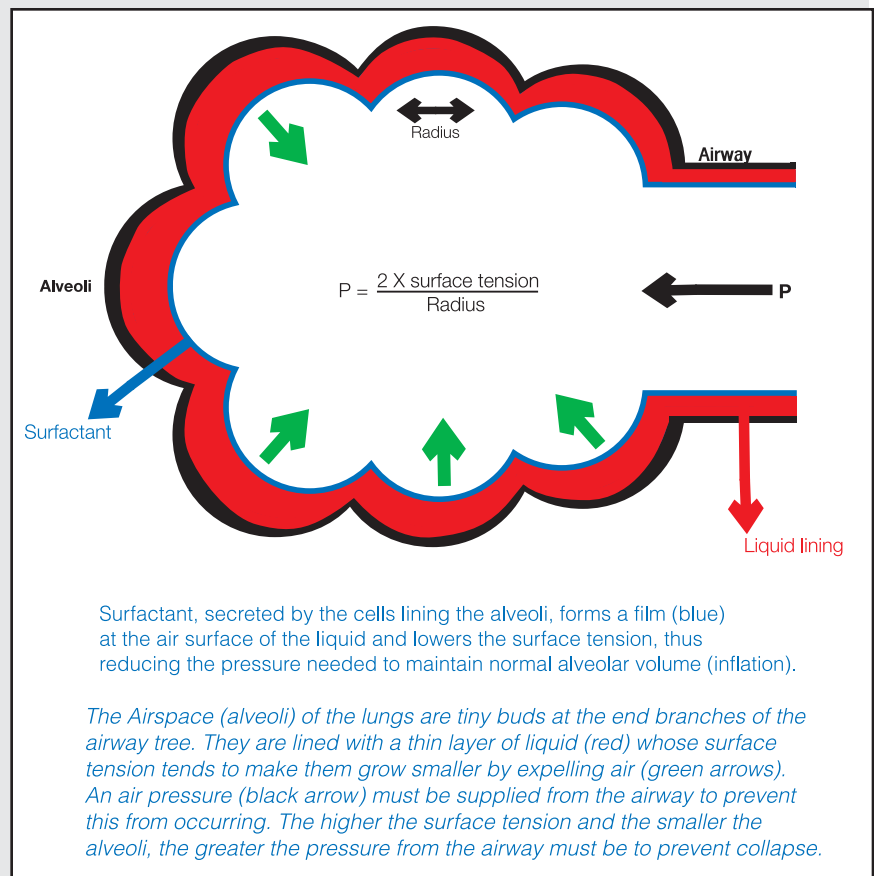 Radius
Airway
Alveoli
P = 2 X surface tension
Radius
P
Surfactant
Liquid lining
Surfactant, secreted by the cells lining the alveoli, forms a film (blue)
at the air surface of the liquid and lowers the surface tension, thus
reducing the pressure needed to maintain normal alveolar volume (inflation).
The Airspace (alveoli) of the lungs are tiny buds at the end branches of the
airway tree. They are lined with a thin layer of liquid (red) whose surface
tension tends to make them grow smaller by expelling air (green arrows).
An air pressure (black arrow) must be supplied from the airway to prevent
this from occurring. The higher the surface tension and the smaller the
alveoli, the greater the pressure from the airway must be to prevent collapse.